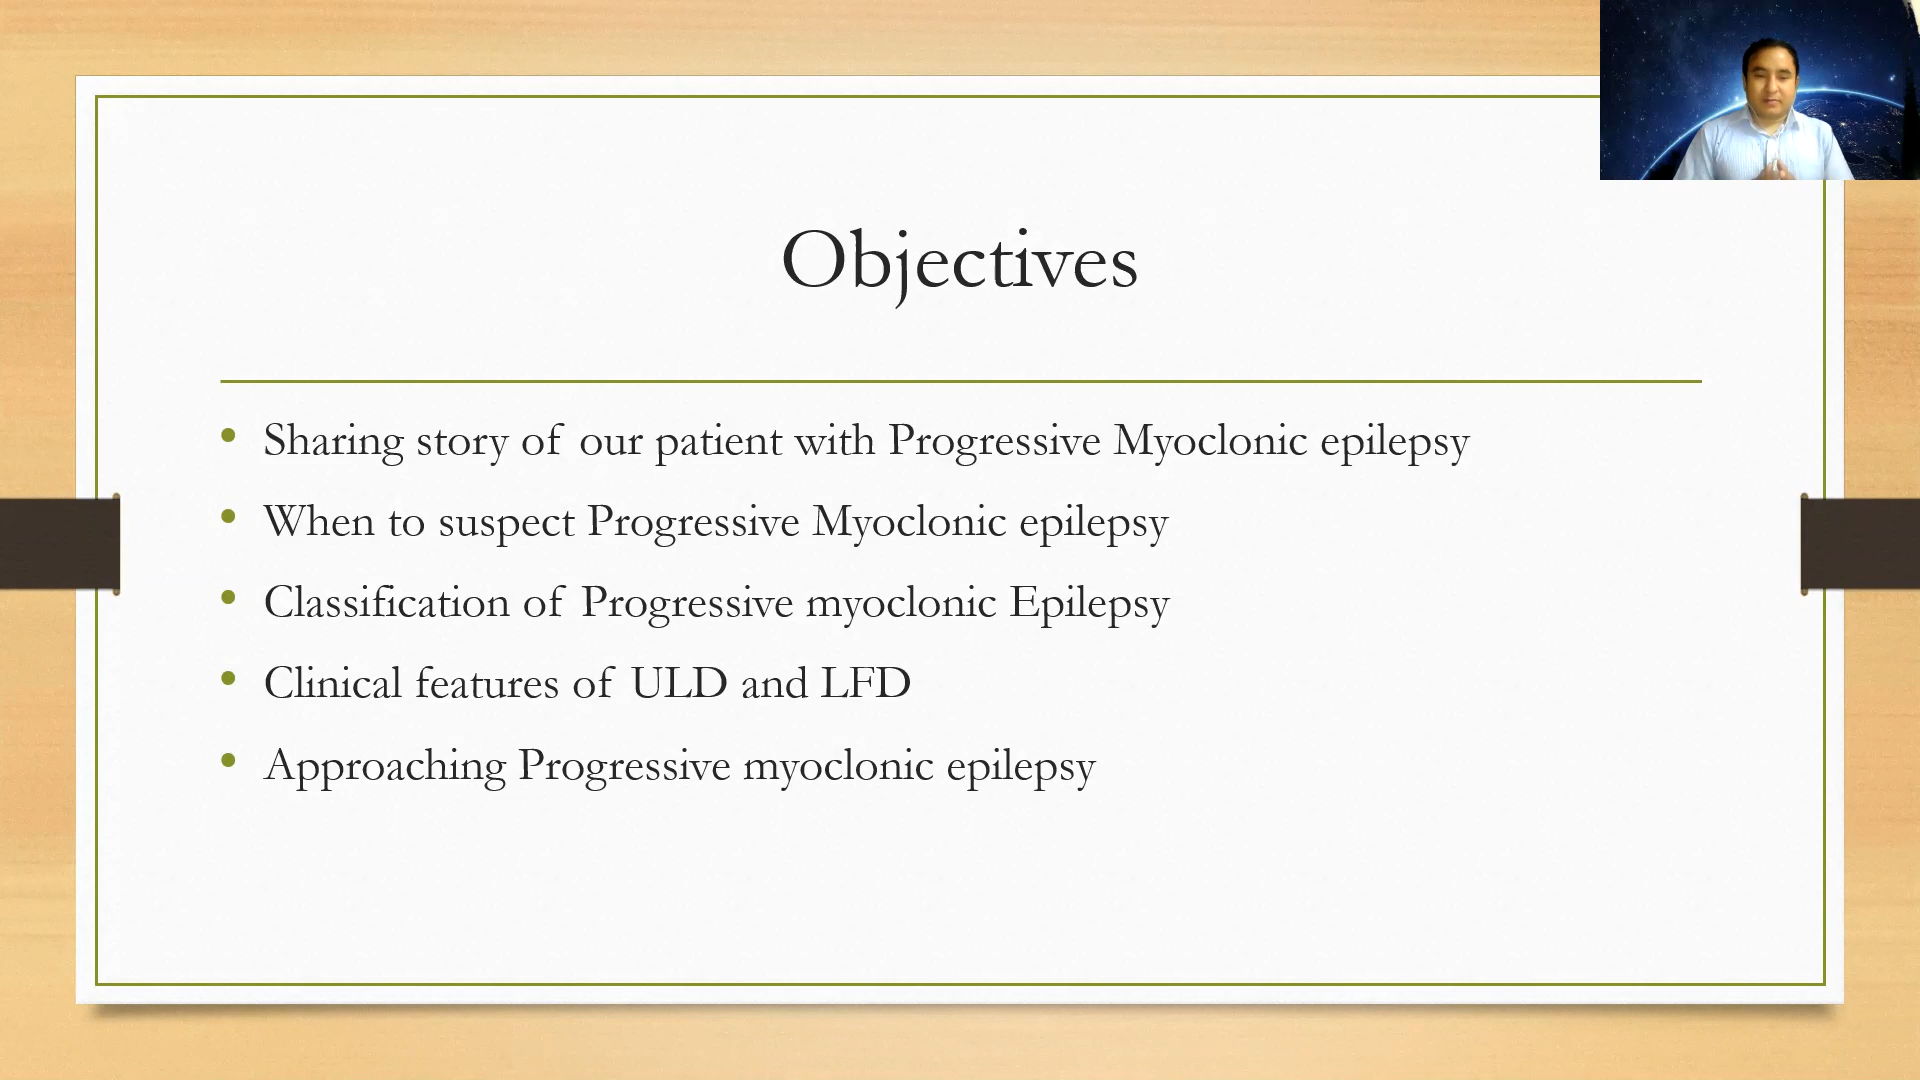 Objectives
• Sharing story of our patient with Progressive Myoclonic epilepsy
• When to suspect Progressive Myoclonic epilepsy
• Classification of Progressive myoclonic Epilepsy
• Clinical features of ULD and LFD
• Approaching Progressive myoclonic epilepsy